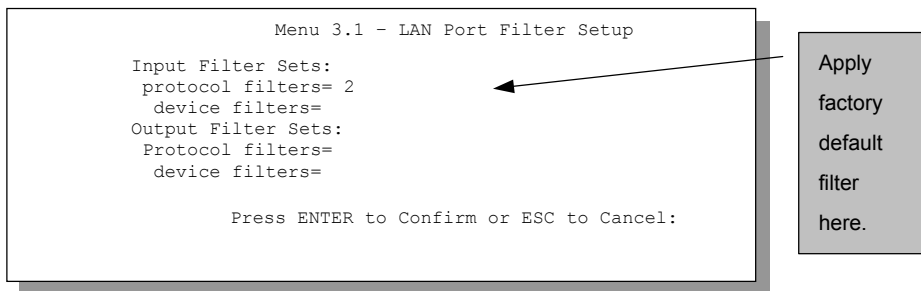 Menu 3.1 – LAN Port Filter Setup
Input Filter Sets:
protocol filters= 2
device filters=
Output Filter Sets:
Protocol filters=
device filters=
Press ENTER to Confirm or ESC to Cancel:
Apply
factory
default
filter
here.